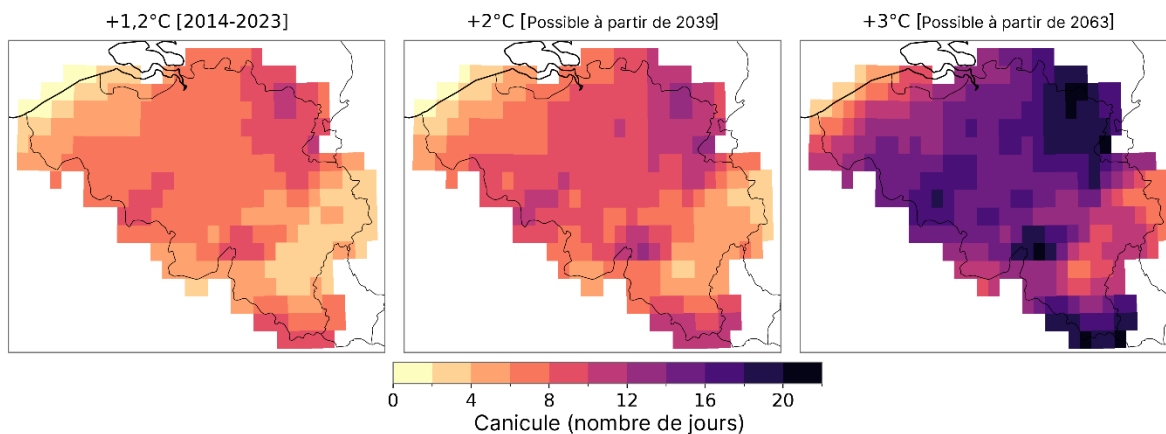 +1,2°C [2014-2023]
+2°C [Possible à partir de 2039]
+3°C [Possible à partir de 2063]
0 4 8 12 16 20
Canicule (nombre de jours)